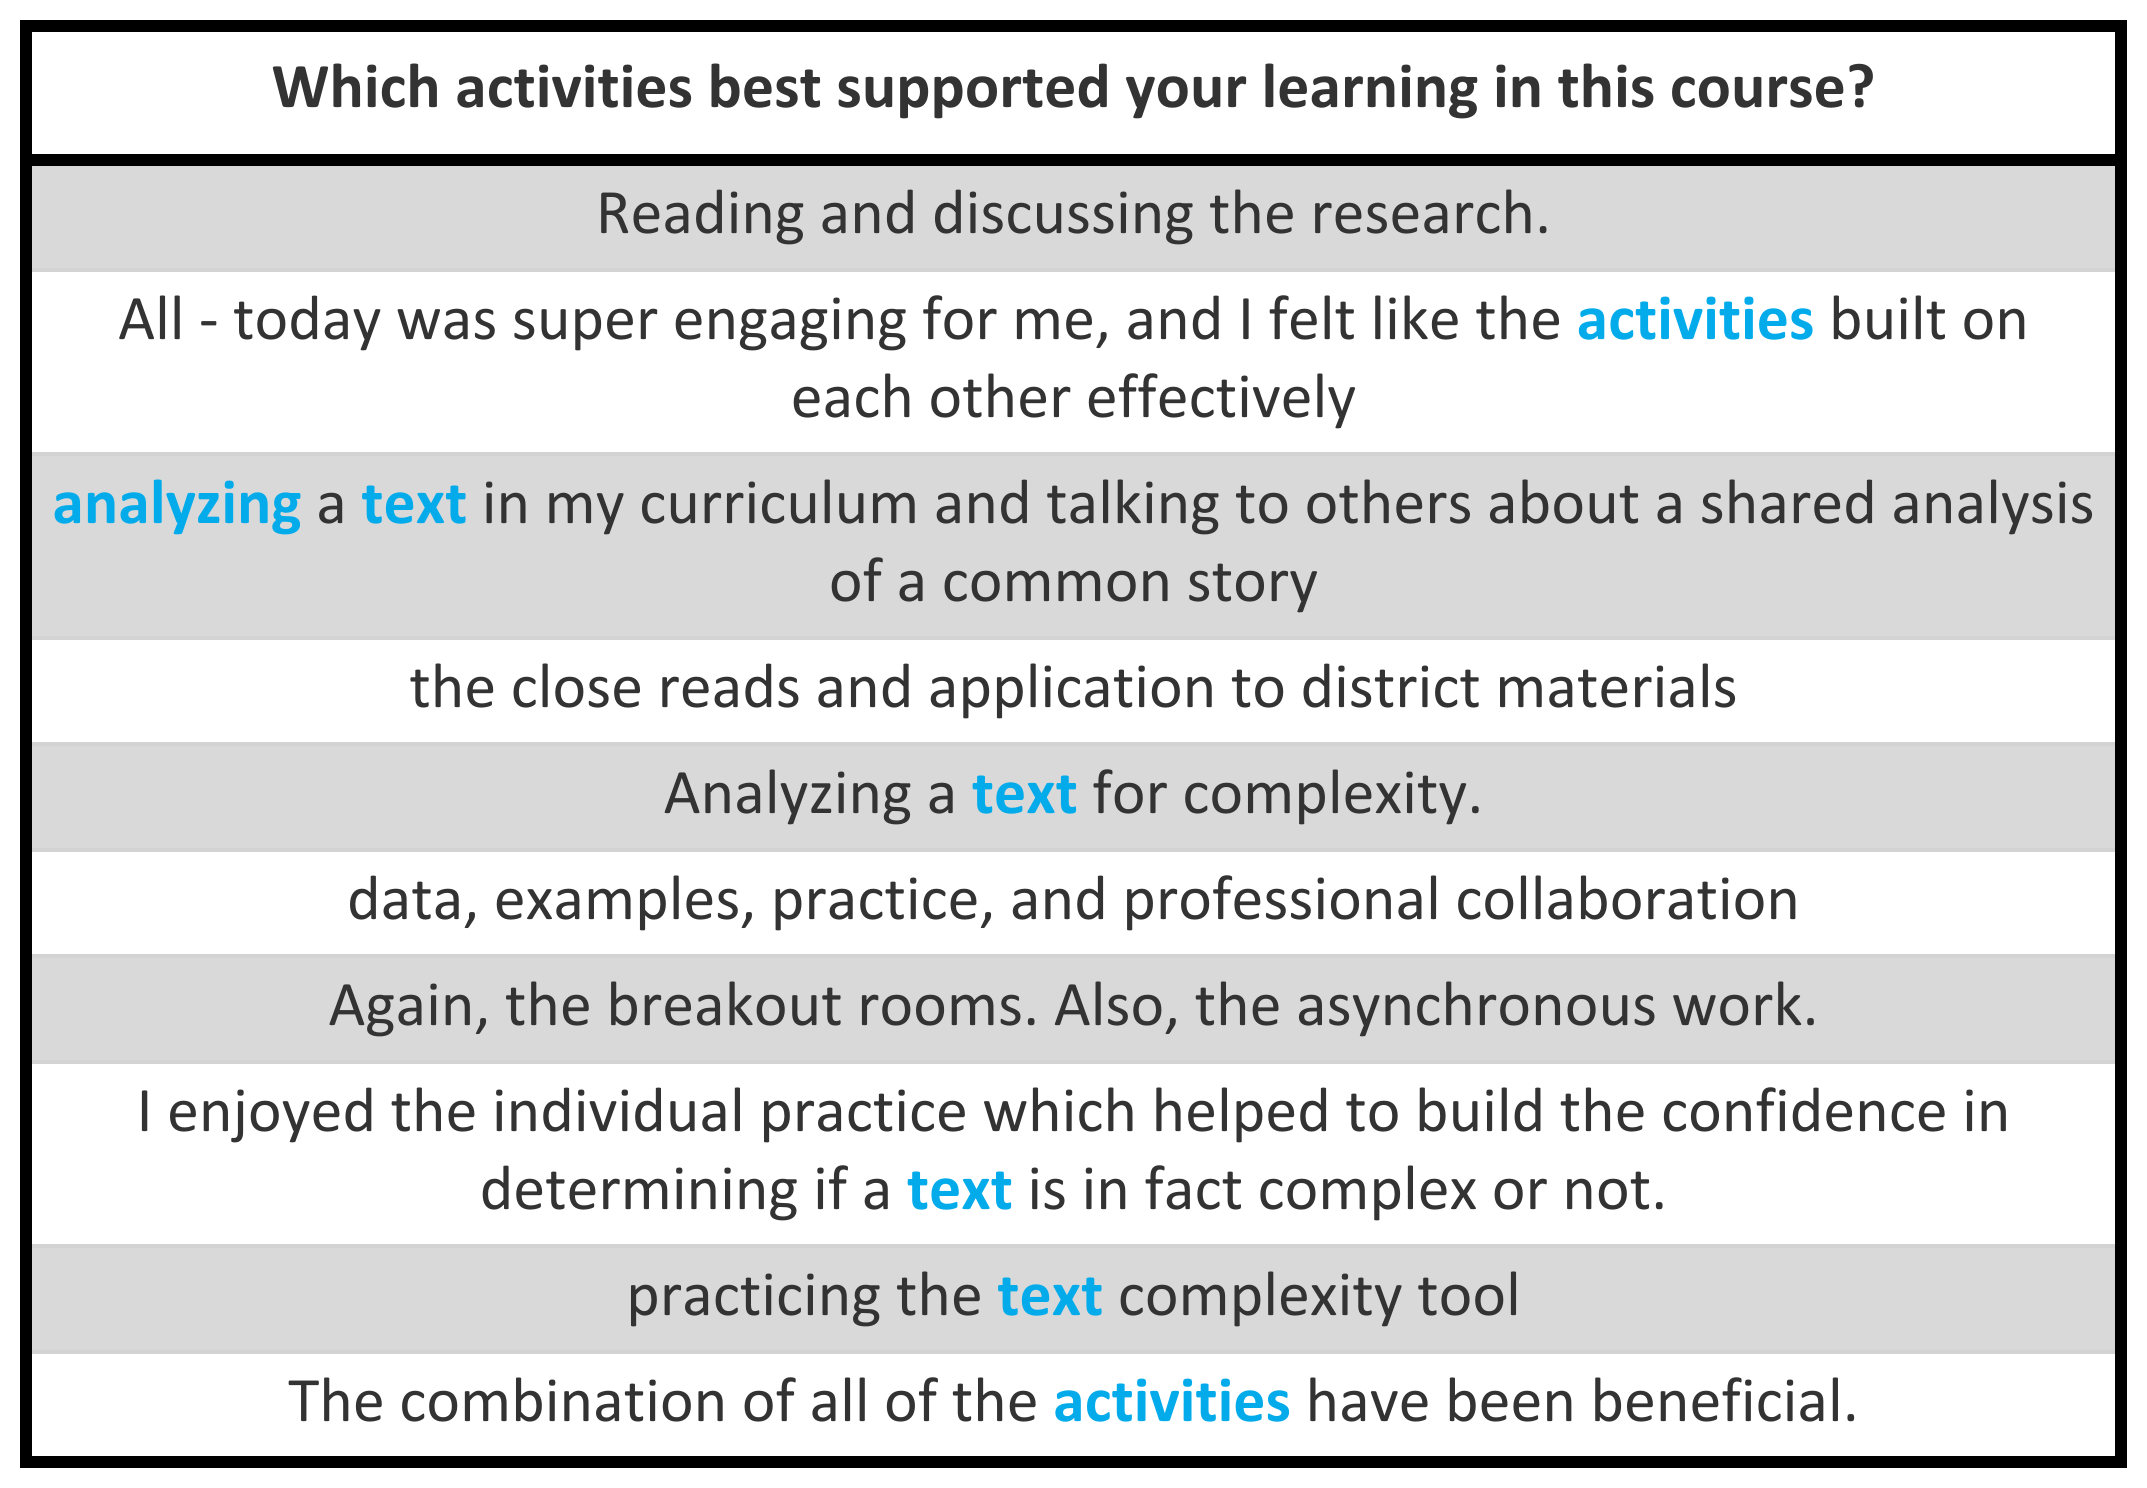 Which activities best supported your learning in this course?
Reading and discussing the research.
All - today was super engaging for me, and I felt like the activities built on
each other effectively
analyzing a text in my curriculum and talking to others about a shared analysis
of a common story
the close reads and application to district materials
Analyzing a text for complexity.
data, examples, practice, and professional collaboration
Again, the breakout rooms. Also, the asynchronous work.
I enjoyed the individual practice which helped to build the confidence in
determining if a text is in fact complex or not.
practicing the text complexity tool
The combination of all of the activities have been beneficial.